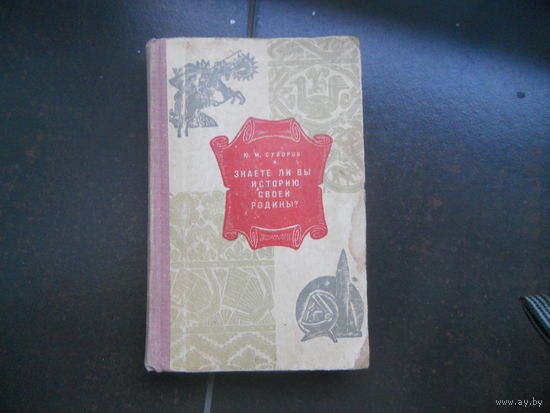 Ю. М. СУВОРОВ
ЗНАЕТЕ ЛИ ВЫ
ИСТОРИЮ
СВОЕЙ
РОДИНЫ?
www.ay.by